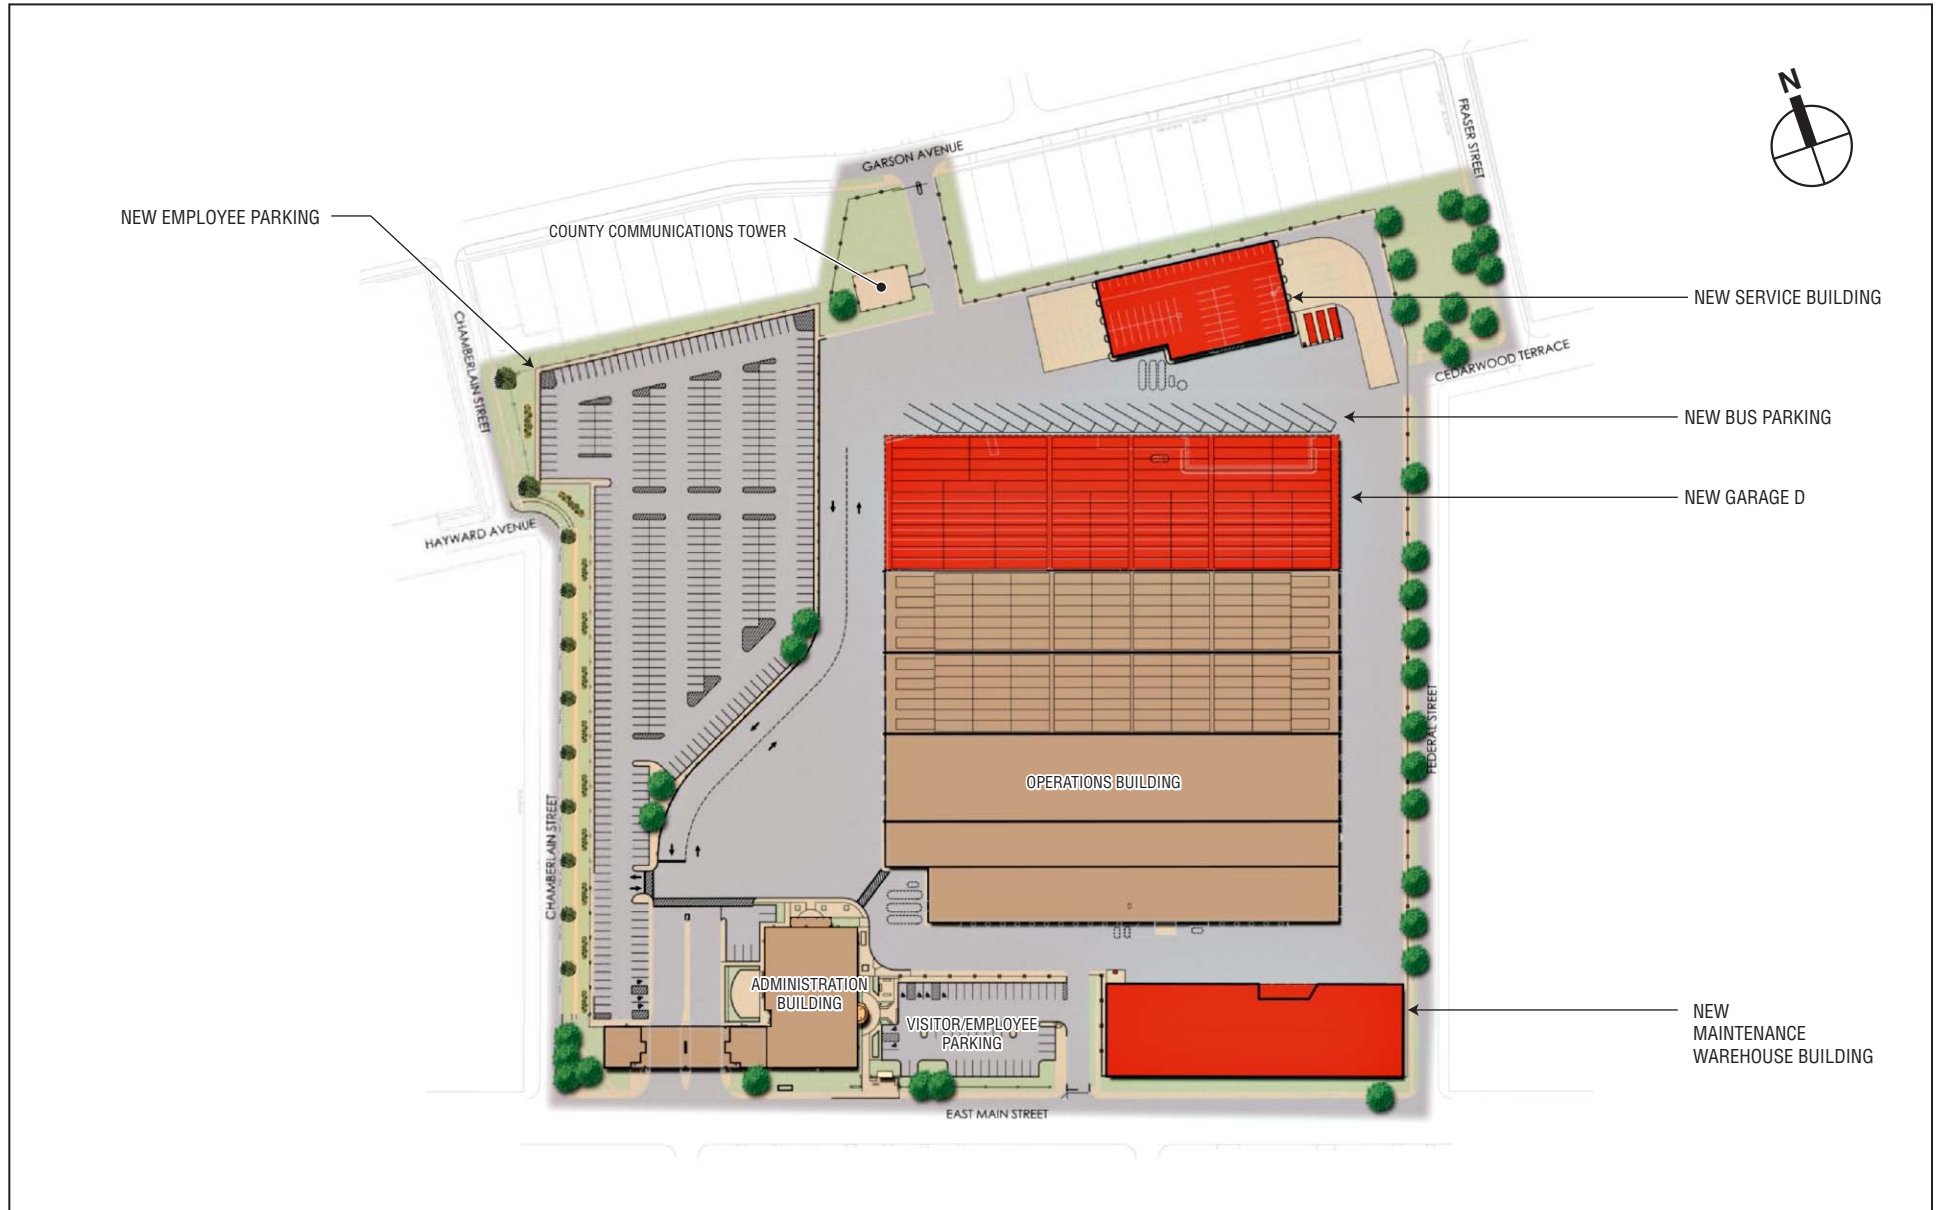 N
GARSON AVENUE
FRASER STREET
NEW EMPLOYEE PARKING
COUNTY COMMUNICATIONS TOWER
NEW SERVICE BUILDING
CHAMBERLAIN STREET
CEDARWOOD TERRACE
NEW BUS PARKING
NEW GARAGE D
HAYWARD AVENUE
FEDERAL STREET
OPERATIONS BUILDING
CHAMBERLAIN STREET
ADMINISTRATION
BUILDING
VISITOR/EMPLOYEE
PARKING
NEW
MAINTENANCE
WAREHOUSE BUILDING
EAST MAIN STREET